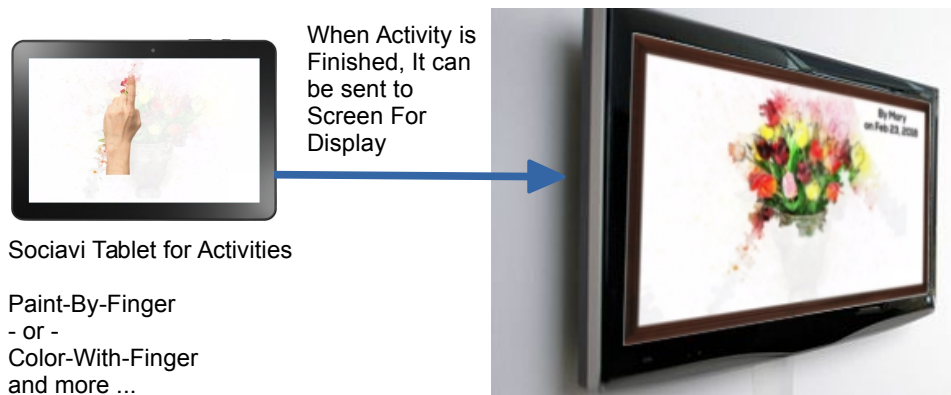 When Activity is
Finished, It can
be sent to
Screen For
Display
By Mary
on Feb 23, 2018
Sociavi Tablet for Activities
Paint-By-Finger
- or -
Color-With-Finger
and more ...